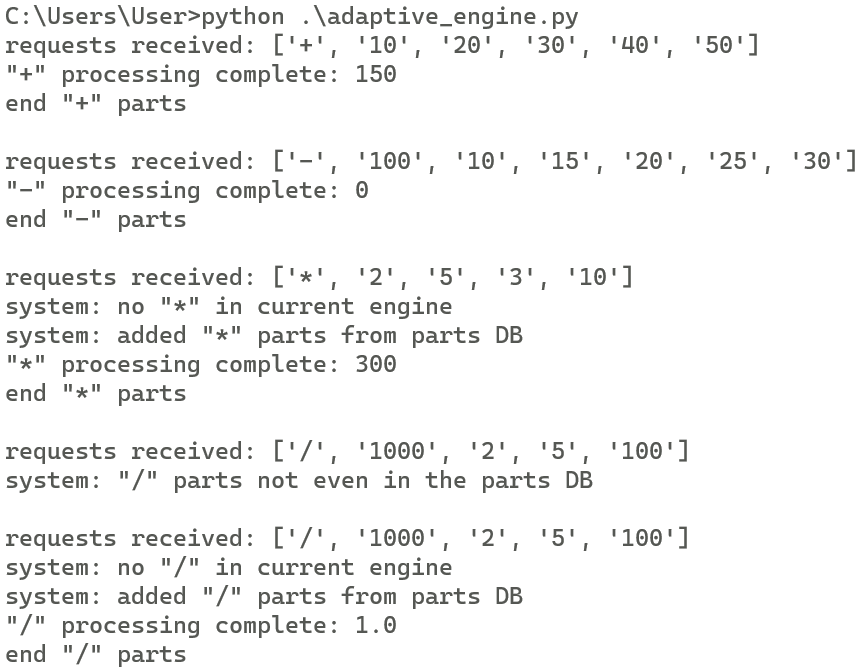 C:\Users\User>python .\adaptive_engine.py
requests received: ['+', '10', '20', '30', '40', '50']
"+" processing complete: 150
end "+" parts

requests received: ['-', '100', '10', '15', '20', '25', '30']
"-" processing complete: 0
end "-" parts

requests received: ['*', '2', '5', '3', '10']
system: no "*" in current engine
system: added "*" parts from parts DB
"*" processing complete: 300
end "*" parts

requests received: ['/', '1000', '2', '5', '100']
system: "/" parts not even in the parts DB

requests received: ['/', '1000', '2', '5', '100']
system: no "/" in current engine
system: added "/" parts from parts DB
"/" processing complete: 1.0
end "/" parts